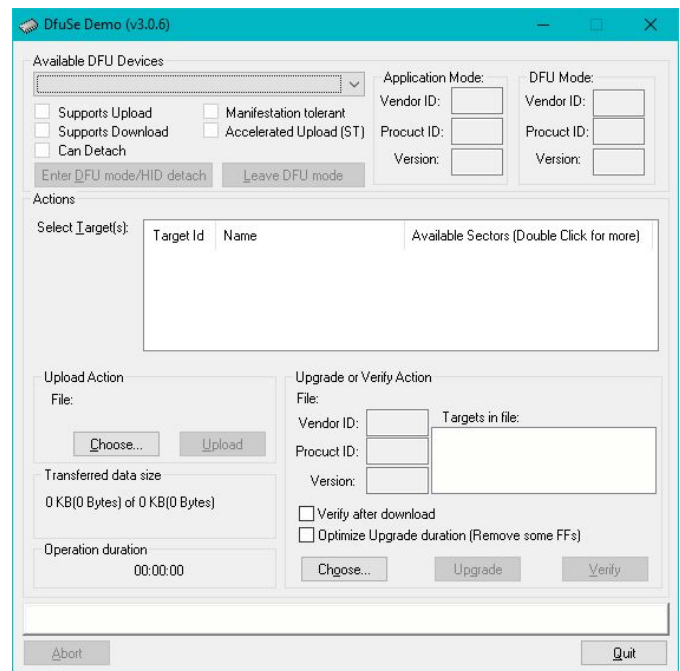 DfuSe Demo (v3.0.6)
Available DFU Devices
Supports Upload
Manifestation tolerant
Supports Download
Accelerated Upload (ST)
Can Detach
Enter DFU mode/HID detach
Leave DFU mode
Application Mode:
Vendor ID:
Procuct ID:
Version:
DFU Mode:
Vendor ID:
Procuct ID:
Version:
Actions
Select Target(s):
Target Id
Name
Available Sectors (Double Click for more)
Upload Action
File:
Choose...
Upload
Transferred data size
0 KB(0 Bytes) of 0 KB(0 Bytes)
Operation duration
00:00:00
Upgrade or Verify Action
File:
Vendor ID:
Procuct ID:
Version:
Targets in file:
Verify after download
Optimize Upgrade duration (Remove some FFs)
Choose...
Upgrade
Verify
Abort
Quit